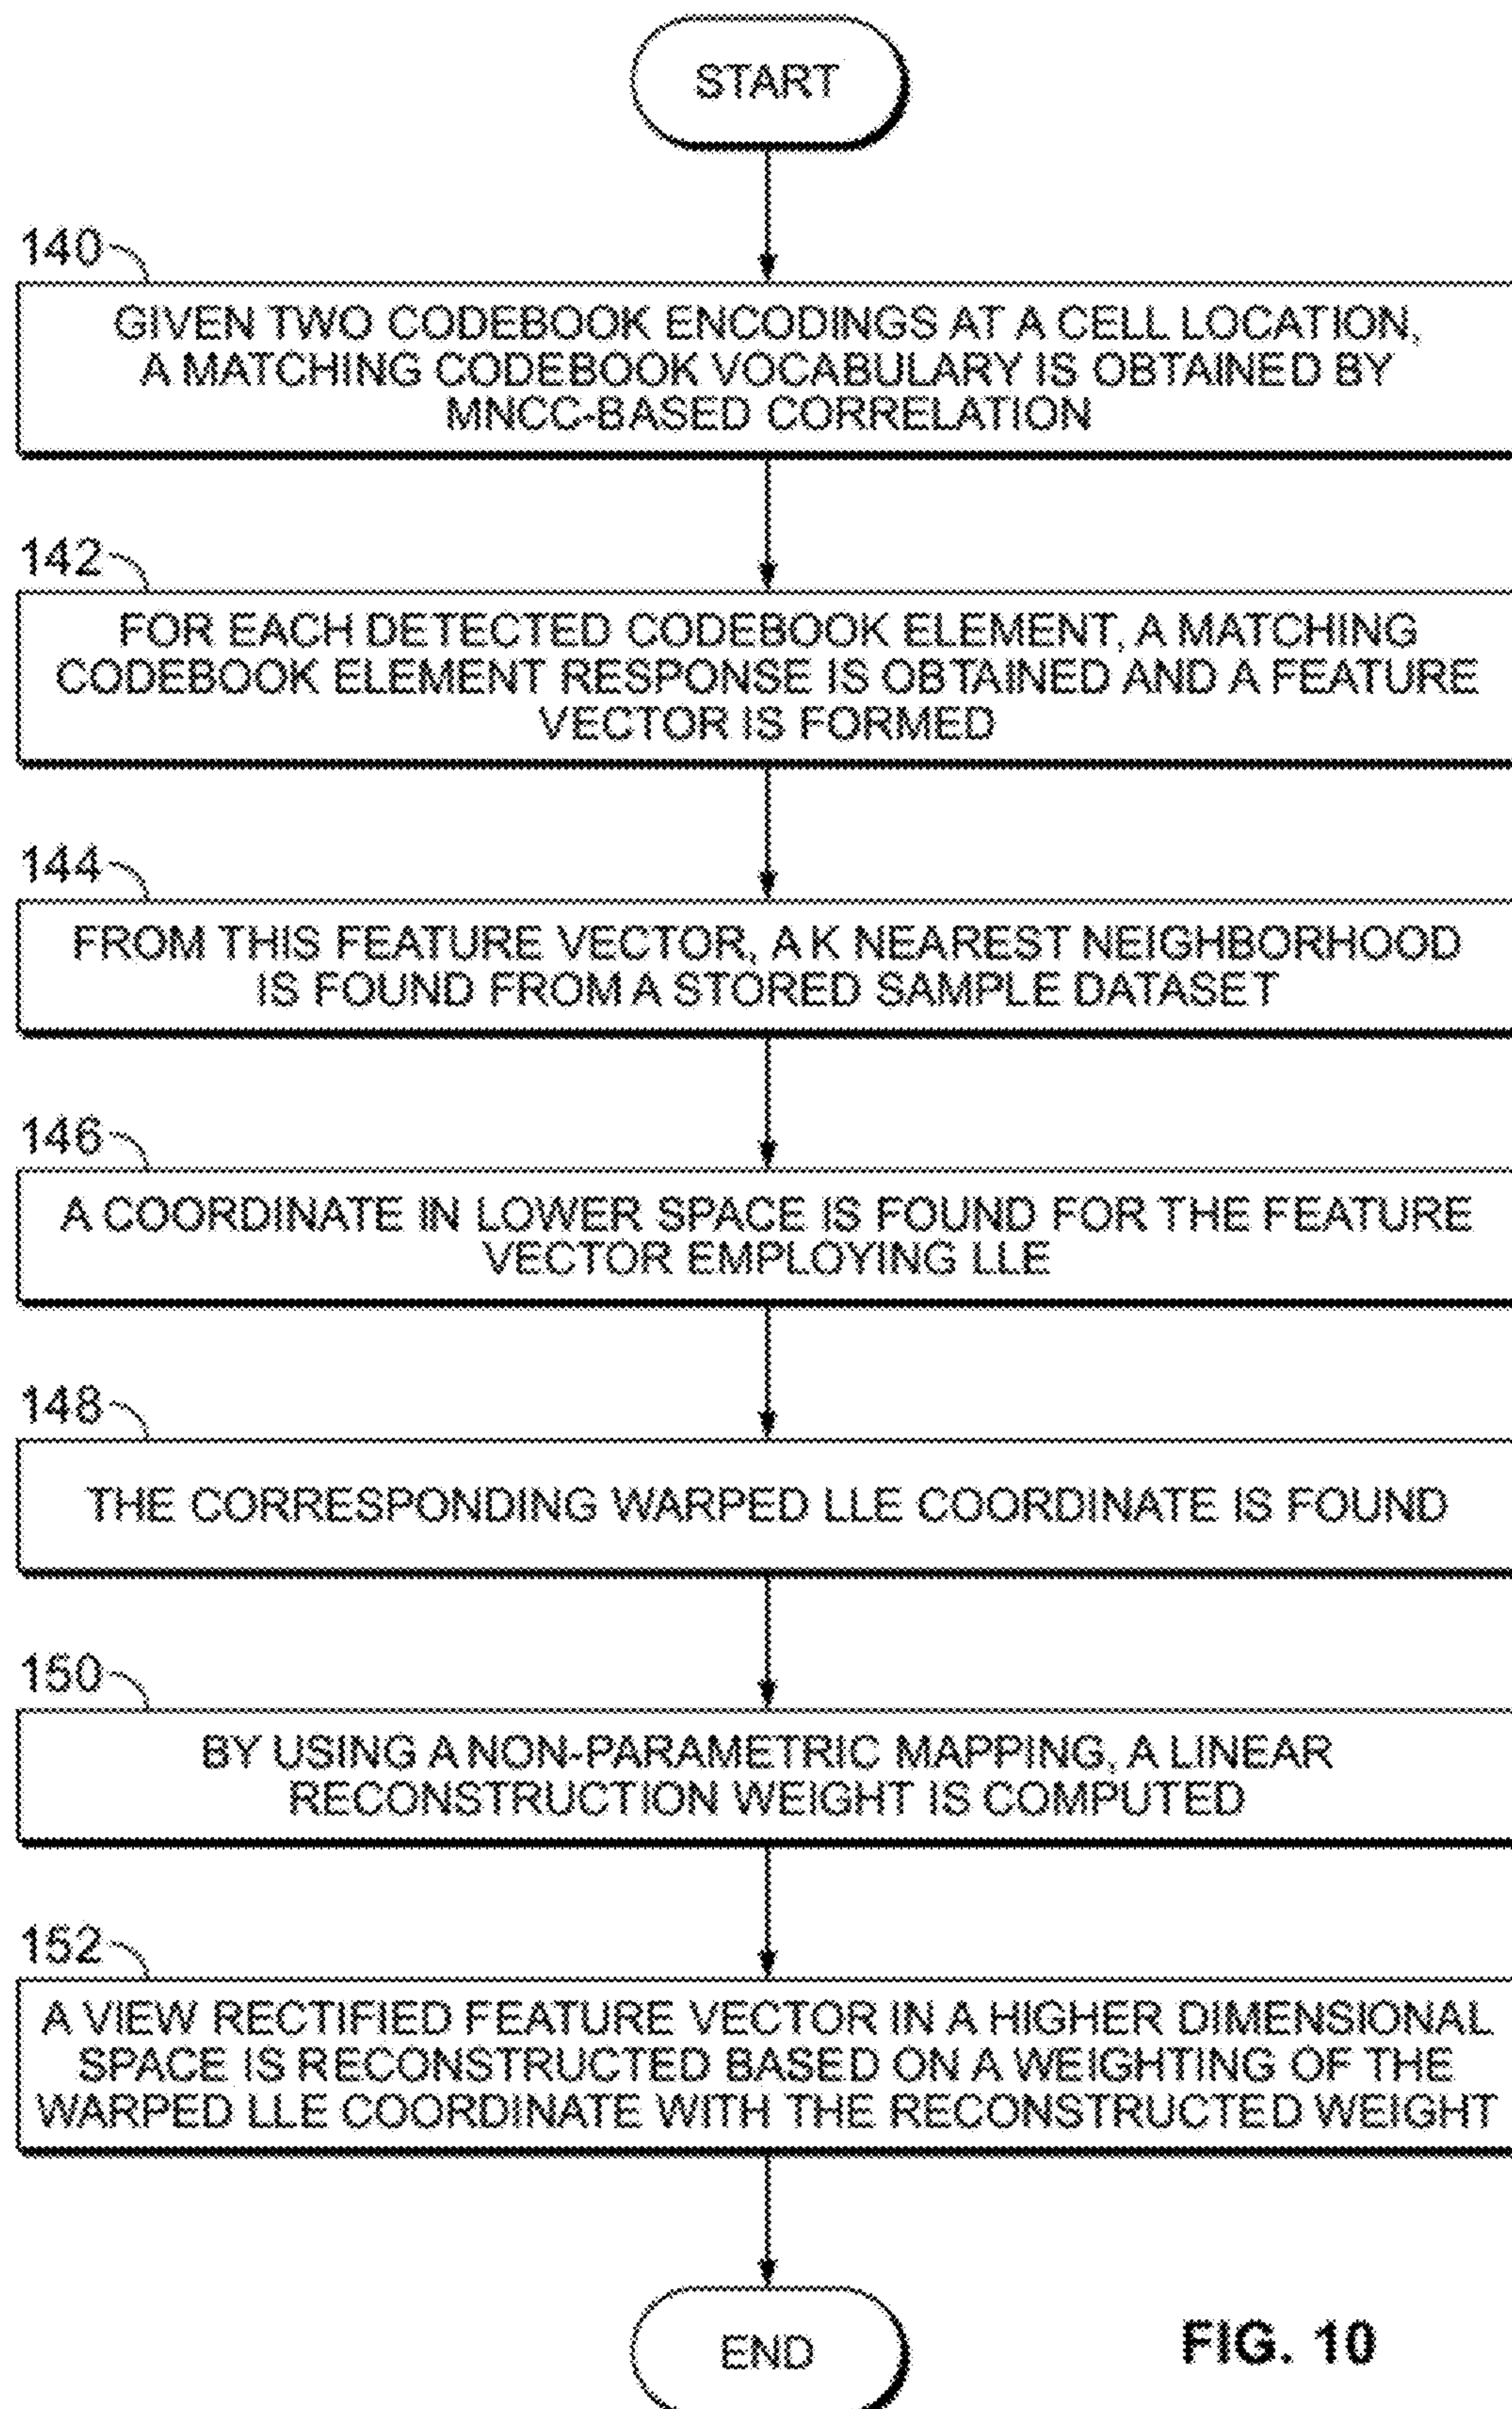 START
140
GIVEN TWO CODEBOOK ENCODINGS AT A CELL LOCATION,
A MATCHING CODEBOOK VOCABULARY IS OBTAINED BY
MNCC-BASED CORRELATION
142
FOR EACH DETECTED CODEBOOK ELEMENT, A MATCHING
CODEBOOK ELEMENT RESPONSE IS OBTAINED AND A FEATURE
VECTOR IS FORMED
144
FROM THIS FEATURE VECTOR, A K NEAREST NEIGHBORHOOD
IS FOUND FROM A STORED SAMPLE DATASET
146
A COORDINATE IN LOWER SPACE IS FOUND FOR THE FEATURE
VECTOR EMPLOYING LLE
148
THE CORRESPONDING WARPED LLE COORDINATE IS FOUND
150
BY USING A NON-PARAMETRIC MAPPING, A LINEAR
RECONSTRUCTION WEIGHT IS COMPUTED
152
A VIEW RECTIFIED FEATURE VECTOR IN A HIGHER DIMENSIONAL
SPACE IS RECONSTRUCTED BASED ON A WEIGHTING OF THE
WARPED LLE COORDINATE WITH THE RECONSTRUCTED WEIGHT
END
FIG. 10